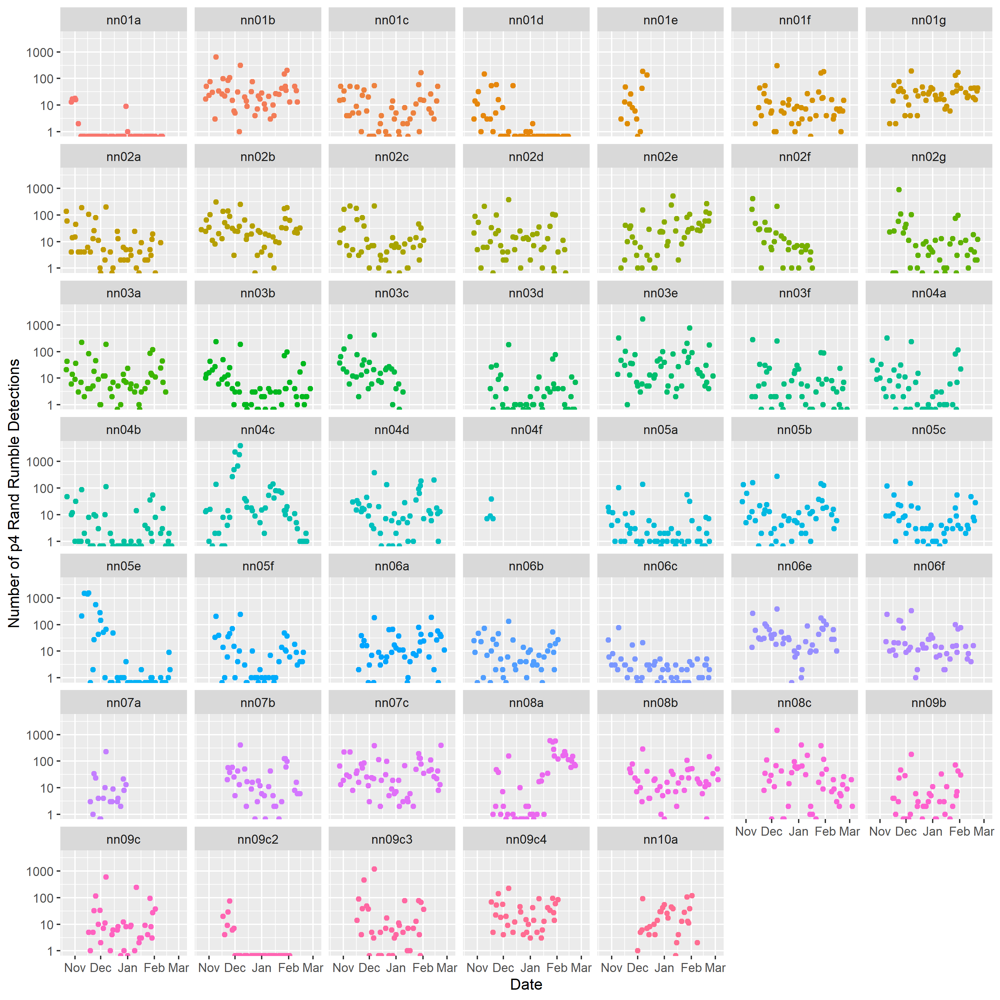 nn01a nn01b nn01c nn01d nn01e nn01f nn01g
1000
100
10
1
nn02a nn02b nn02c nn02d nn02e nn02f nn02g
1000
100
10
1
nn03a nn03b nn03c nn03d nn03e nn03f nn04a
1000
100
10
1
nn04b nn04c nn04d nn04f nn05a nn05b nn05c
1000
100
10
1
nn05e nn05f nn06a nn06b nn06c nn06e nn06f
1000
100
10
1
nn07a nn07b nn07c nn08a nn08b nn08c nn09b
1000
100
10
1
Nov Dec Jan Feb Mar Nov Dec Jan Feb Mar
nn09c nn09c2 nn09c3 nn09c4 nn10a
1000
100
10
1
Nov Dec Jan Feb Mar Nov Dec Jan Feb Mar Nov Dec Jan Feb Mar Nov Dec Jan Feb Mar Nov Dec Jan Feb Mar
Date
Number of p4 Rand Rumble Detections